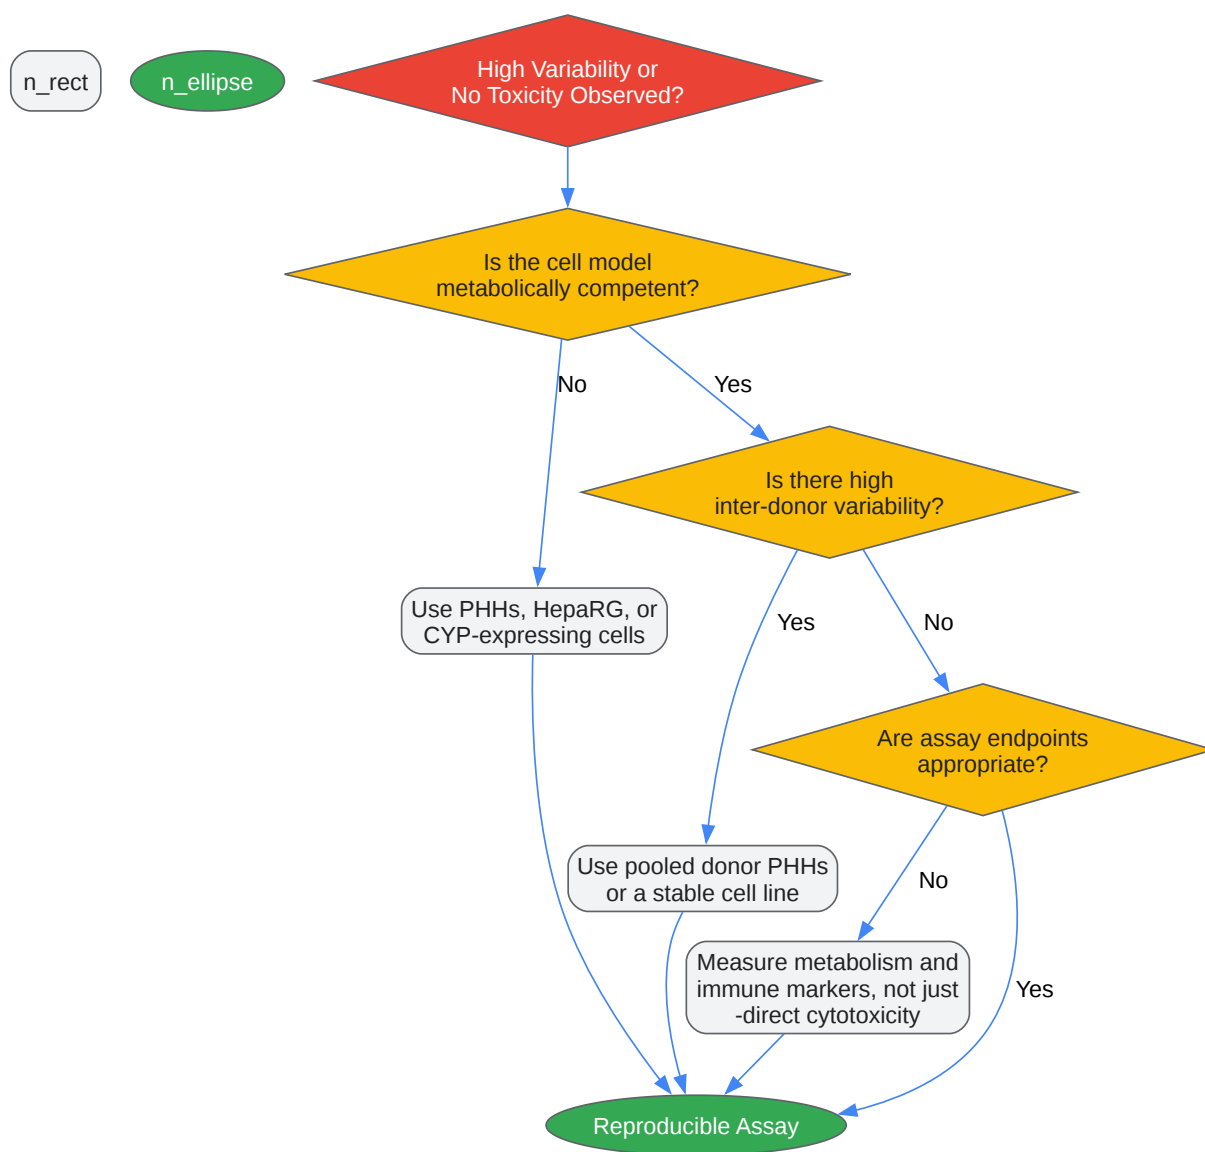 n_rect
n_ellipse
High Variability or
No Toxicity Observed?
Is the cell model
metabolically competent?
No
Yes
Is there high
inter-donor variability?
Use PHHs, HepaRG, or
CYP-expressing cells
Yes
No
Are assay endpoints
appropriate?
Use pooled donor PHHs
or a stable cell line
No
Measure metabolism and
immune markers, not just
-direct cytotoxicity
Yes
Reproducible Assay